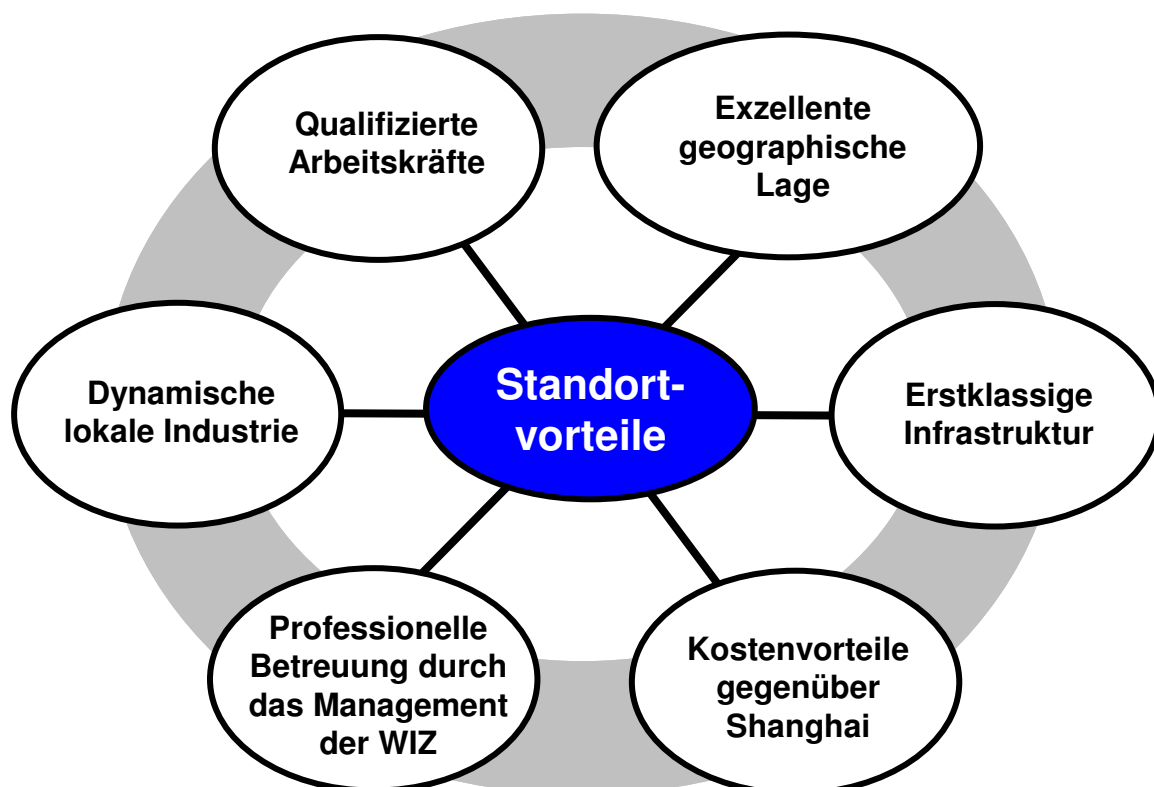 Qualifizierte
Arbeitskräfte
Exzellente
geographische
Lage
Dynamische
lokale Industrie
Standort-
vorteile
Erstklassige
Infrastruktur
Professionelle
Betreuung durch
das Management
der WIZ
Kostenvorteile
gegenüber
Shanghai